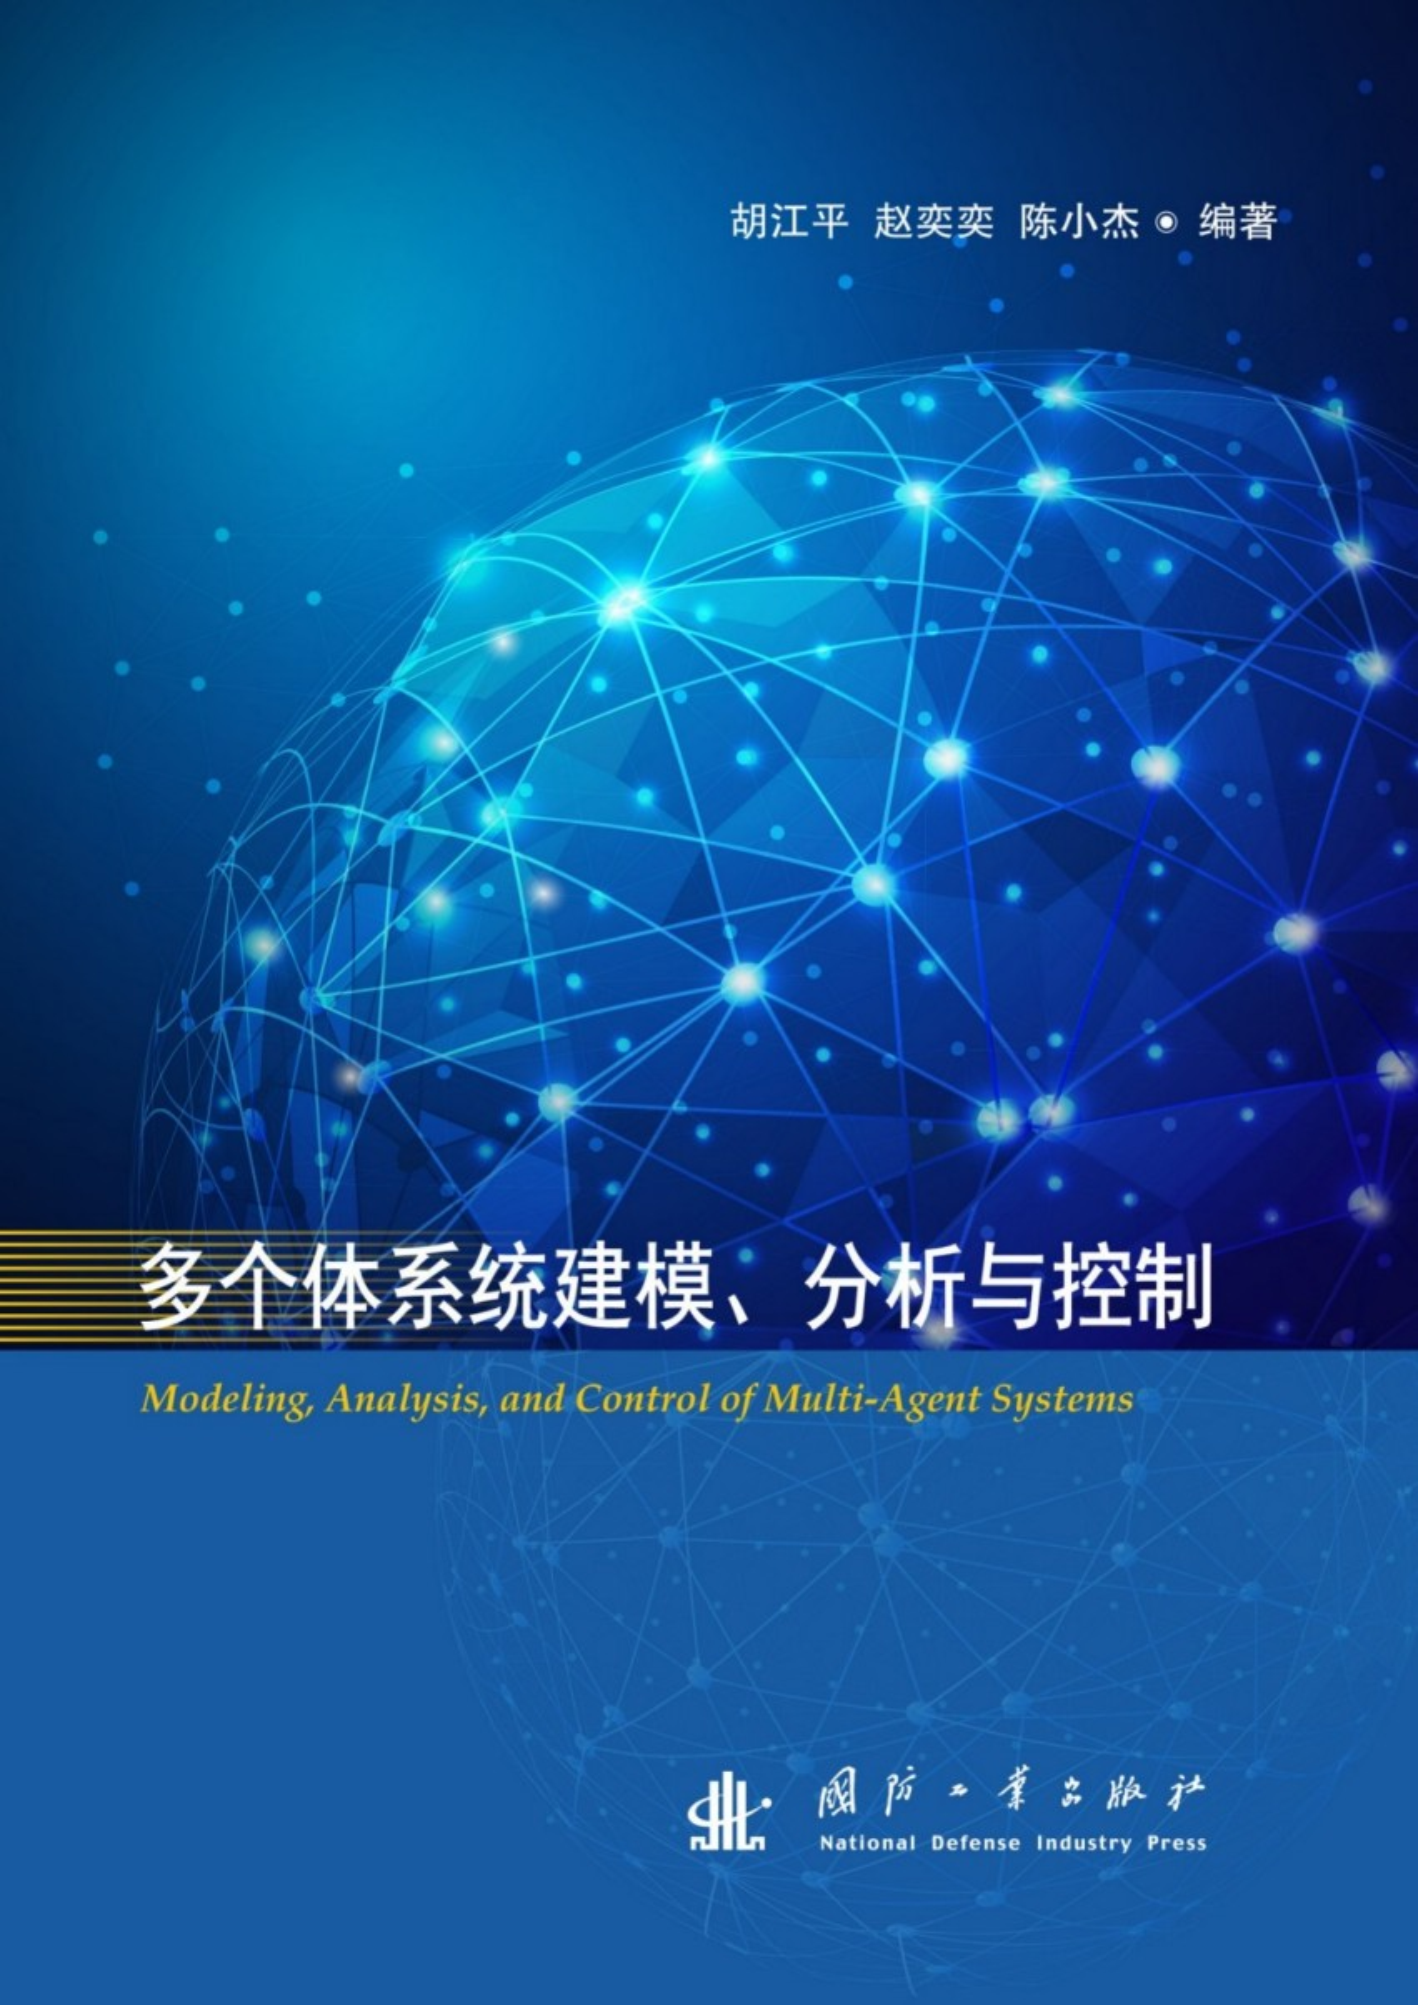 胡江平 赵奕奕 陈小杰 ◉ 编著
多个体系统建模、分析与控制
Modeling, Analysis, and Control of Multi-Agent Systems
國防工業出版社
National Defense Industry Press